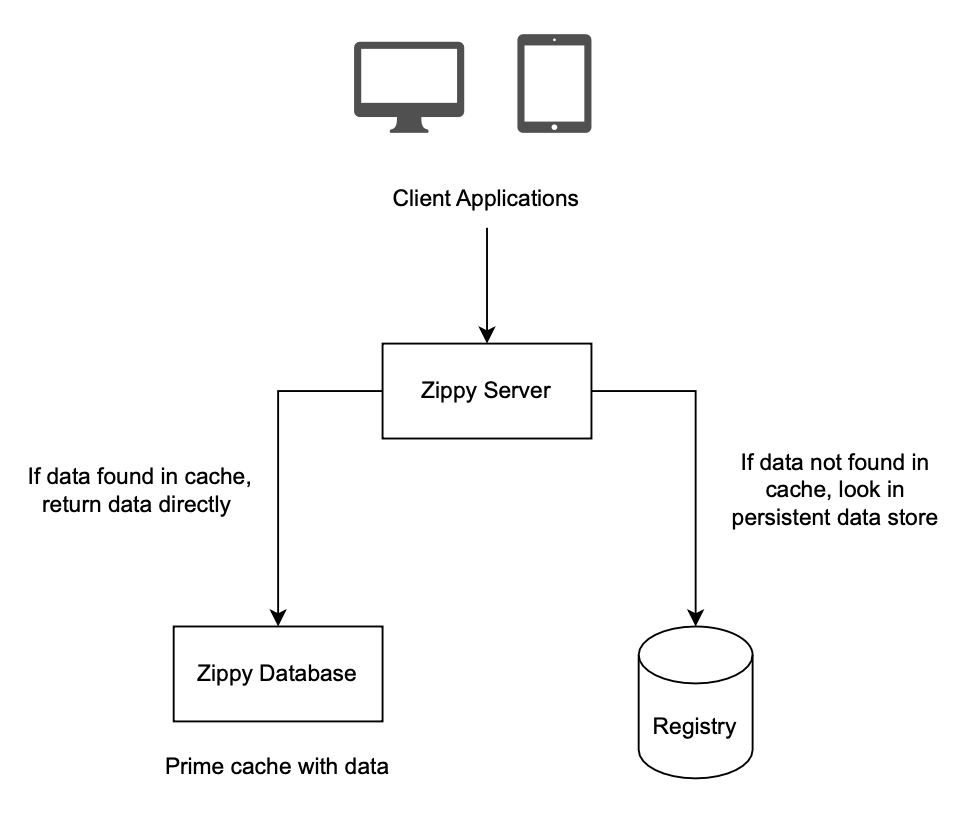 Client Applications
Zippy Server
If data found in cache,
return data directly
If data not found in
cache, look in
persistent data store
Zippy Database
Registry
Prime cache with data